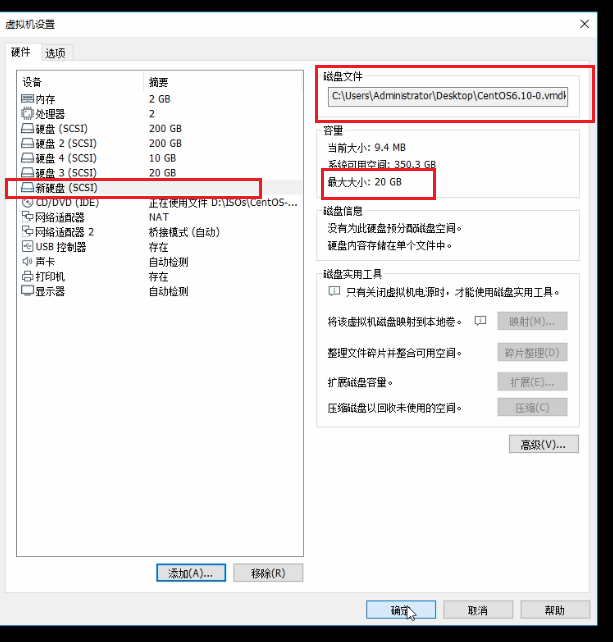 虚拟机设置
硬件 选项
设备 摘要
内存 2 GB
处理器 2
硬盘 (SCSI) 200 GB
硬盘 2 (SCSI) 200 GB
硬盘 4 (SCSI) 10 GB
硬盘 3 (SCSI) 20 GB
新硬盘 (SCSI)
CD/DVD (IDE) 正在使用文件 D:\ISOs\CentOS-...
网络适配器 NAT
网络适配器 2 桥接模式 (自动)
USB 控制器 存在
声卡 自动检测
打印机 存在
显示器 自动检测
添加(A)... 移除(R)
磁盘文件
C:\Users\Administrator\Desktop\CentOS6.10-0.vmdk
容量
当前大小: 9.4 MB
系统可用空间: 350.3 GB
最大大小: 20 GB
磁盘信息
没有为此硬盘预分配磁盘空间。
硬盘内容存储在单个文件中。
磁盘实用工具
只有关闭虚拟机电源时，才能使用磁盘实用工具。
将该虚拟机磁盘映射到本地卷。 映射(M)...
整理文件碎片并整合可用空间。 碎片整理(D)
扩展磁盘容量。 扩展(E)...
压缩磁盘以回收未使用的空间。 压缩(C)
高级(V)...
确定 取消 帮助